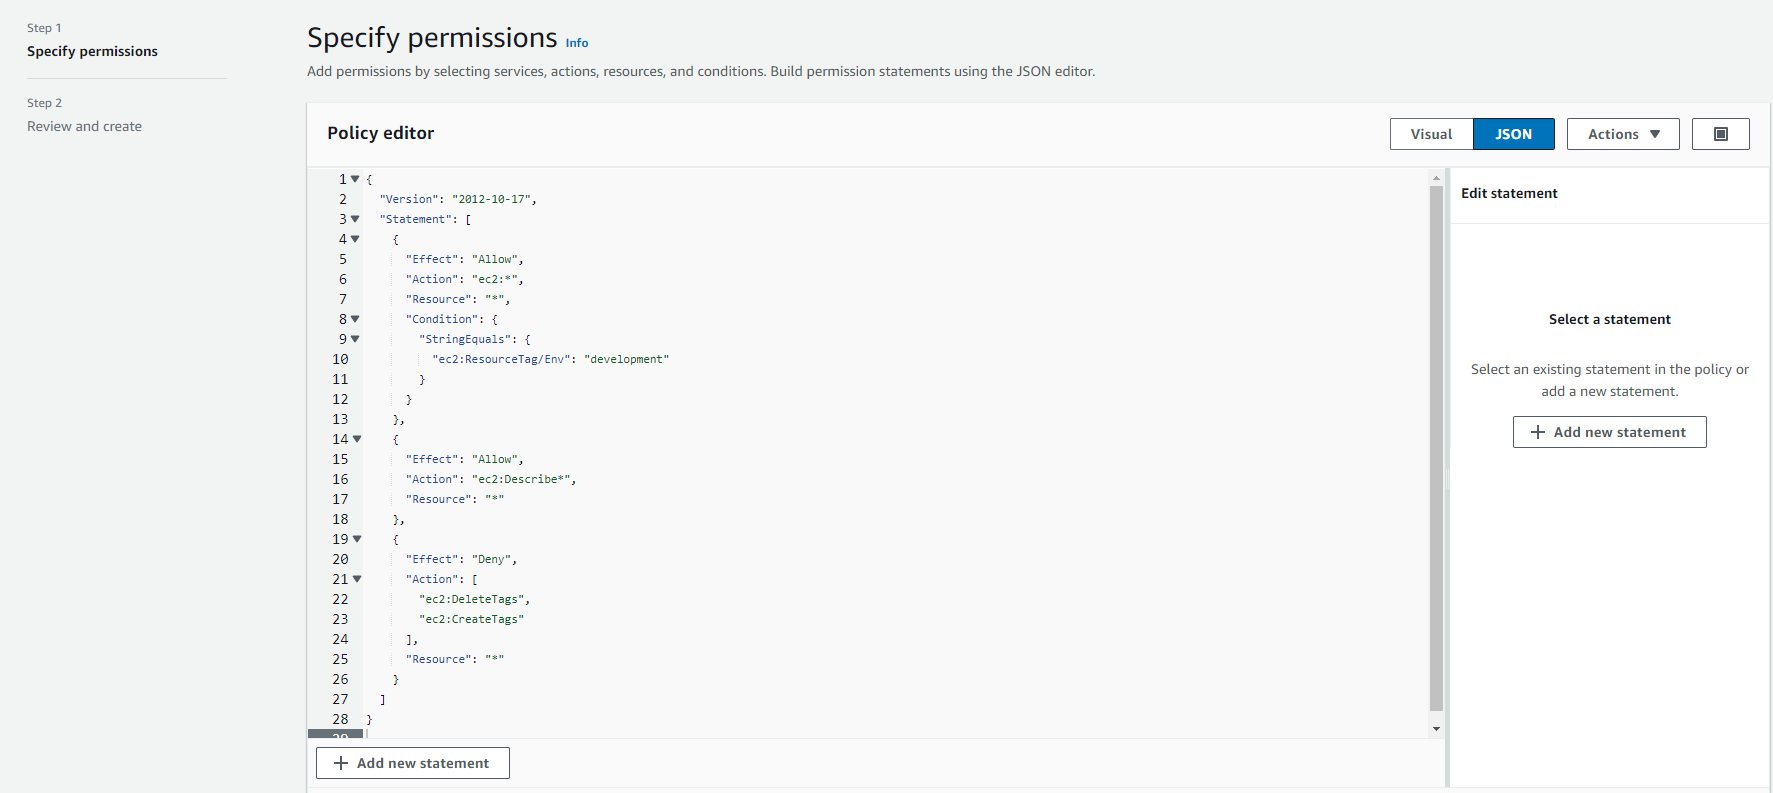 Step 1
Specify permissions
Step 2
Review and create
Specify permissions Info
Add permissions by selecting services, actions, resources, and conditions. Build permission statements using the JSON editor.
Policy editor
Visual JSON Actions
1 {
2 "Version": "2012-10-17",
3 "Statement": [
4 {
5 "Effect": "Allow",
6 "Action": "ec2:*",
7 "Resource": "*",
8 "Condition": {
9 "StringEquals": {
10 "ec2:ResourceTag/Env": "development"
11 }
12 }
13 },
14 {
15 "Effect": "Allow",
16 "Action": "ec2:Describe*",
17 "Resource": "*"
18 },
19 {
20 "Effect": "Deny",
21 "Action": [
22 "ec2:DeleteTags",
23 "ec2:CreateTags"
24 ],
25 "Resource": "*"
26 }
27 ]
28 }
29
+ Add new statement
Edit statement
Select a statement
Select an existing statement in the policy or
add a new statement.
+ Add new statement